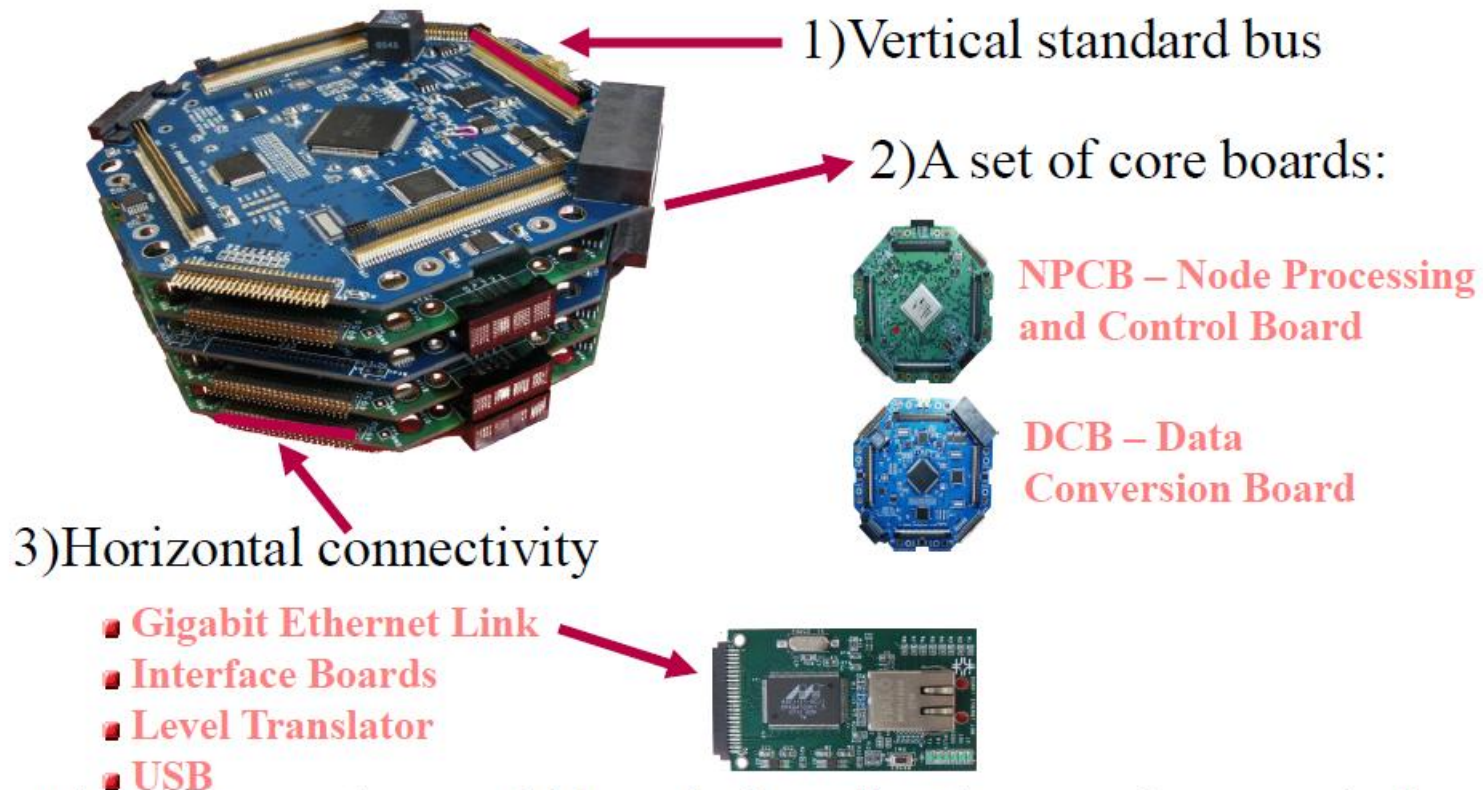 1)Vertical standard bus
2)A set of core boards:
NPCB – Node Processing
and Control Board
DCB – Data
Conversion Board
3)Horizontal connectivity
Gigabit Ethernet Link
Interface Boards
Level Translator
USB